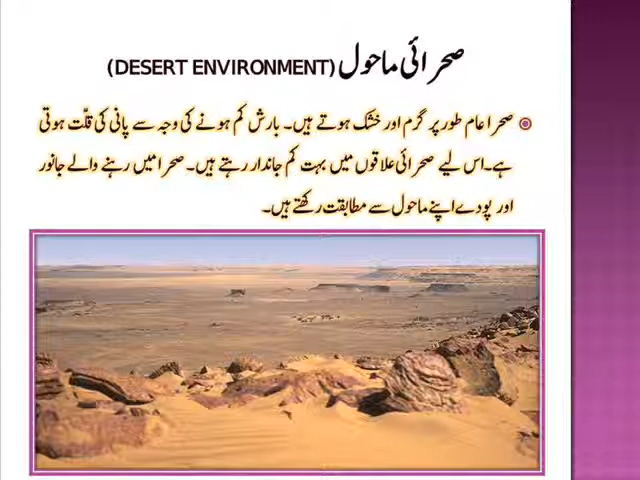 صحرائی ماحول (DESERT ENVIRONMENT)
صحرا عام طور پر گرم اور خشک ہوتے ہیں۔ بارش کم ہونے کی وجہ سے پانی کی قلّت ہوتی
ہے۔اس لیے صحرائی علاقوں میں بہت کم جاندار رہتے ہیں۔ صحرا میں رہنے والے جانور
اور پودے اپنے ماحول سے مطابقت رکھتے ہیں۔